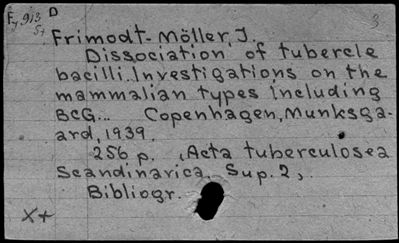 F₇.913 D
S+
3
Frimodt-Möller, J.
Dissociation of tubercle
bacilli. Investigations on the
mammalian types including
BCG... Copenhagen, Munksga-
ard, 1939.
256 p. (Acta tuberculosea
Scandinavica, Sup. 2).
Bibliogr.
X+